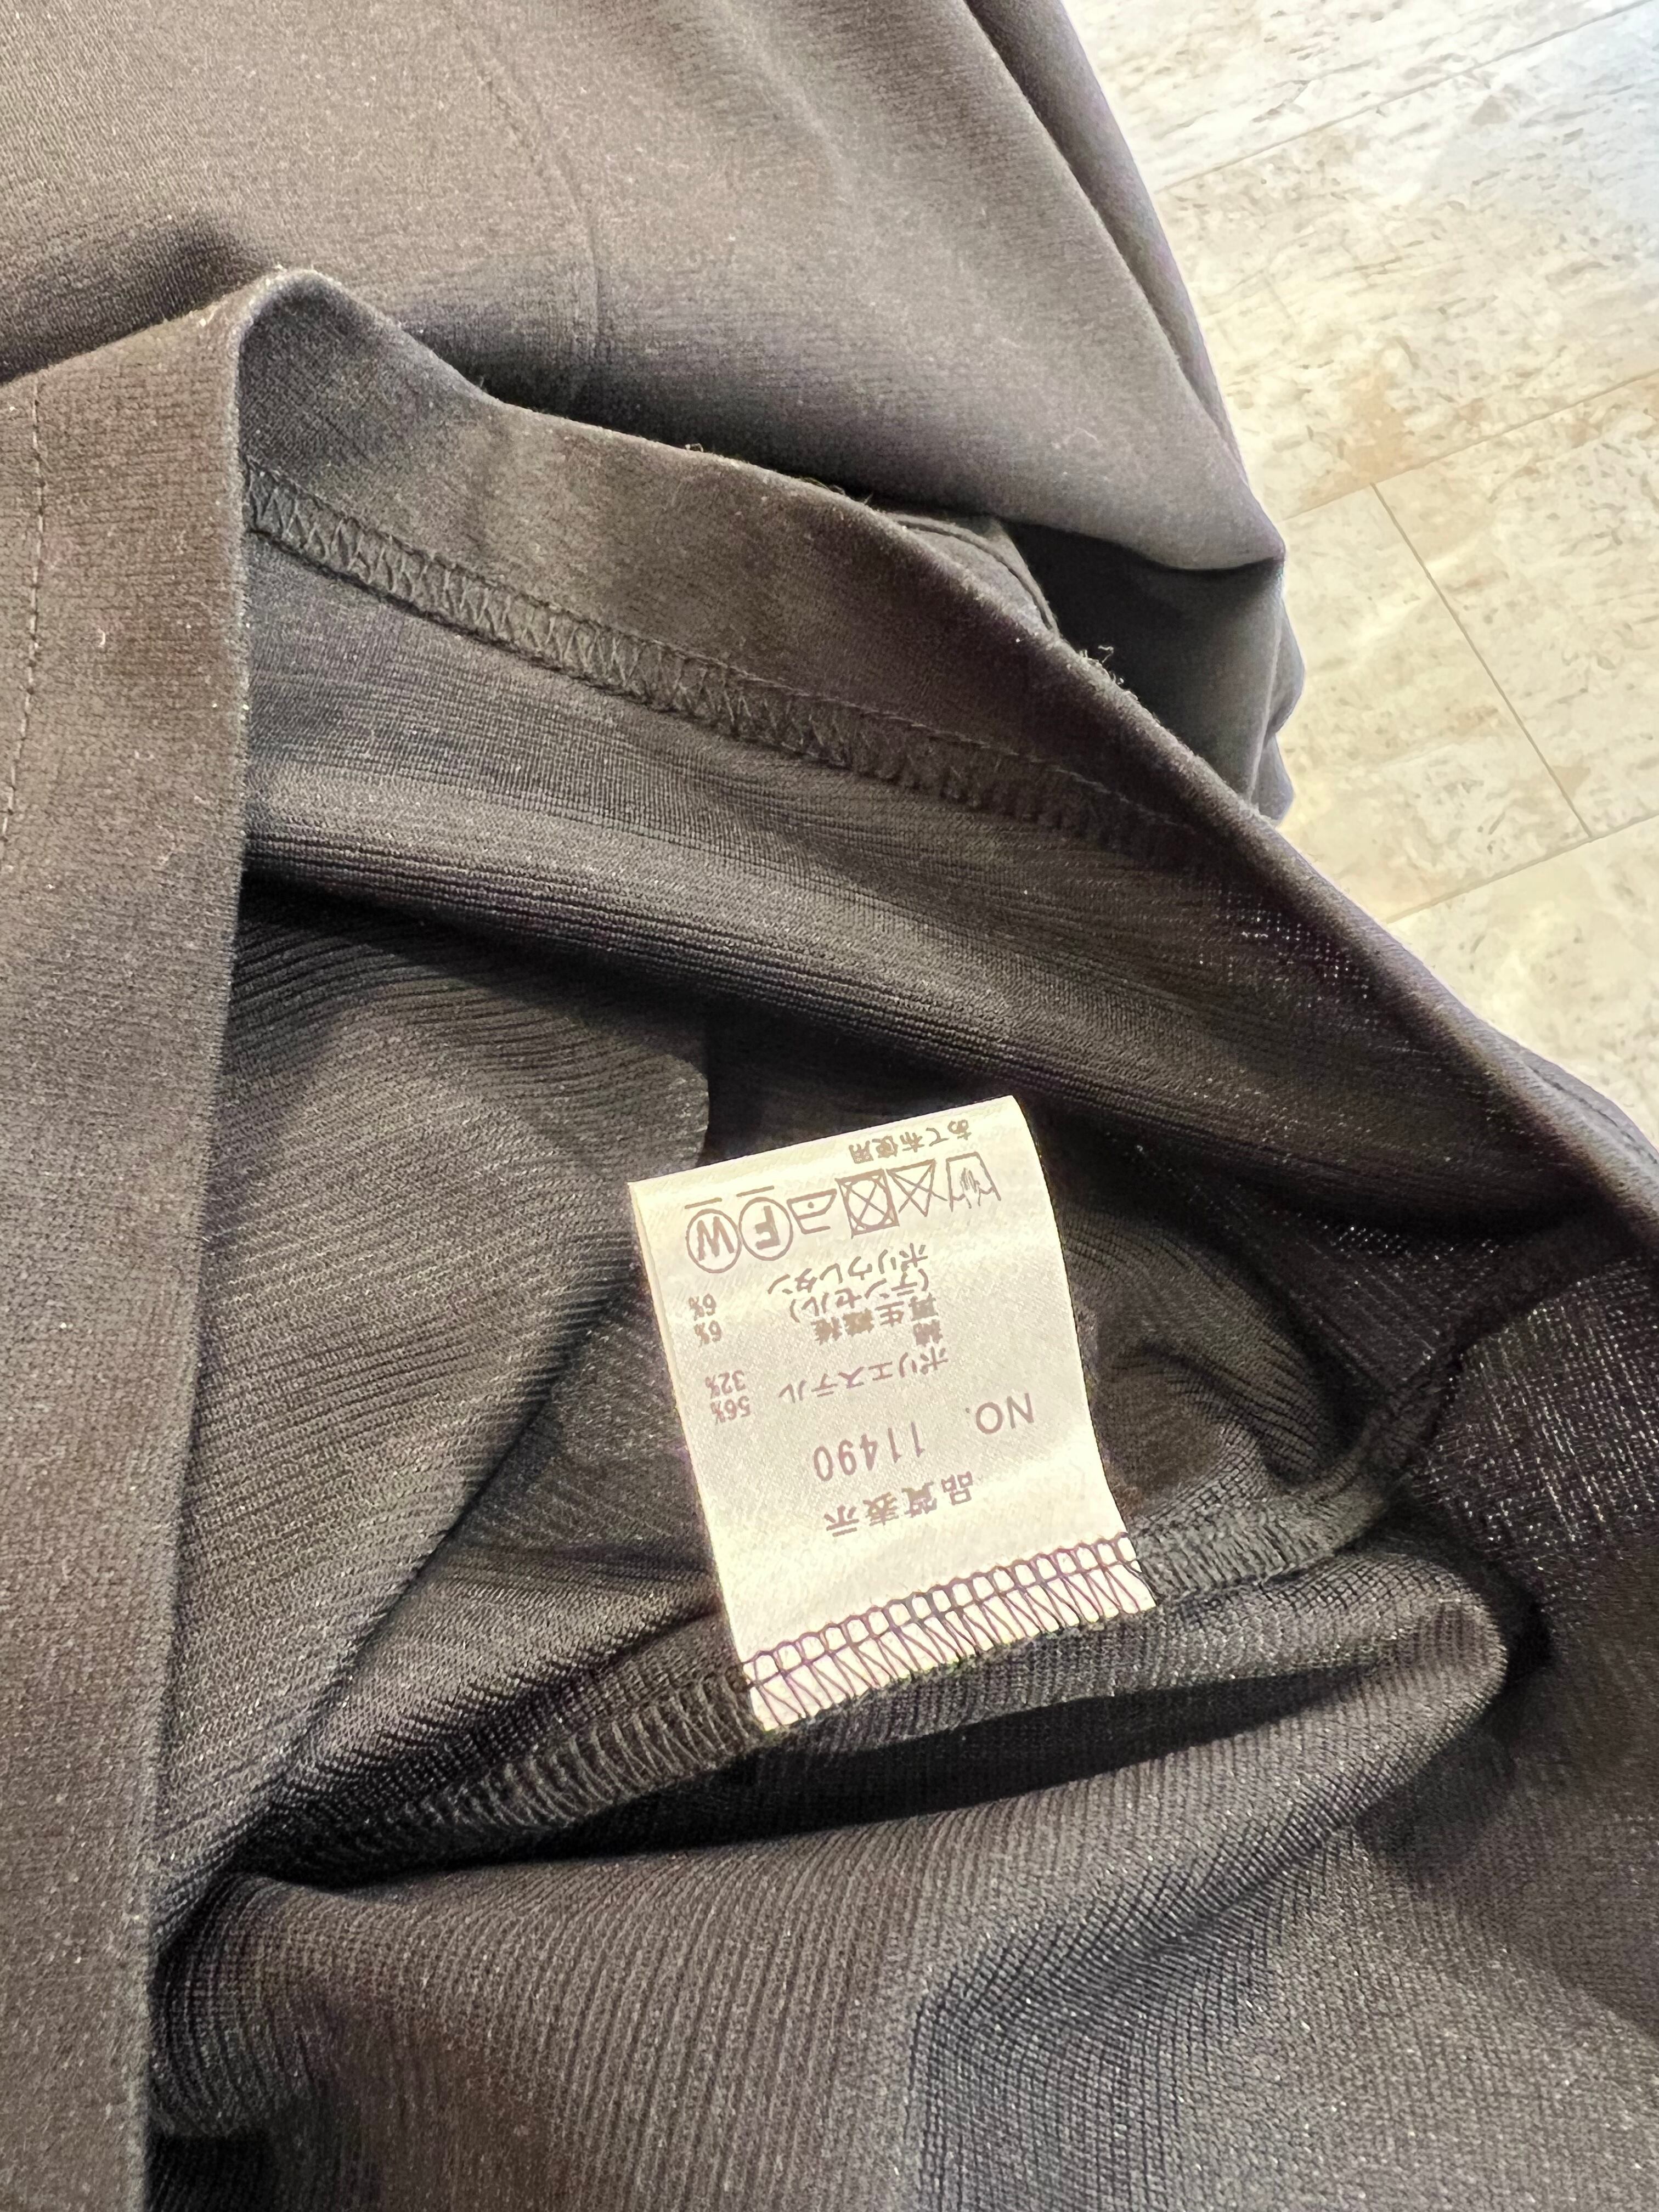 品質表示
NO. 11490
ポリエステル 56%
綿 32%
再生繊維 6%
(テンセル)
ポリウレタン 6%
W F
あて布使用